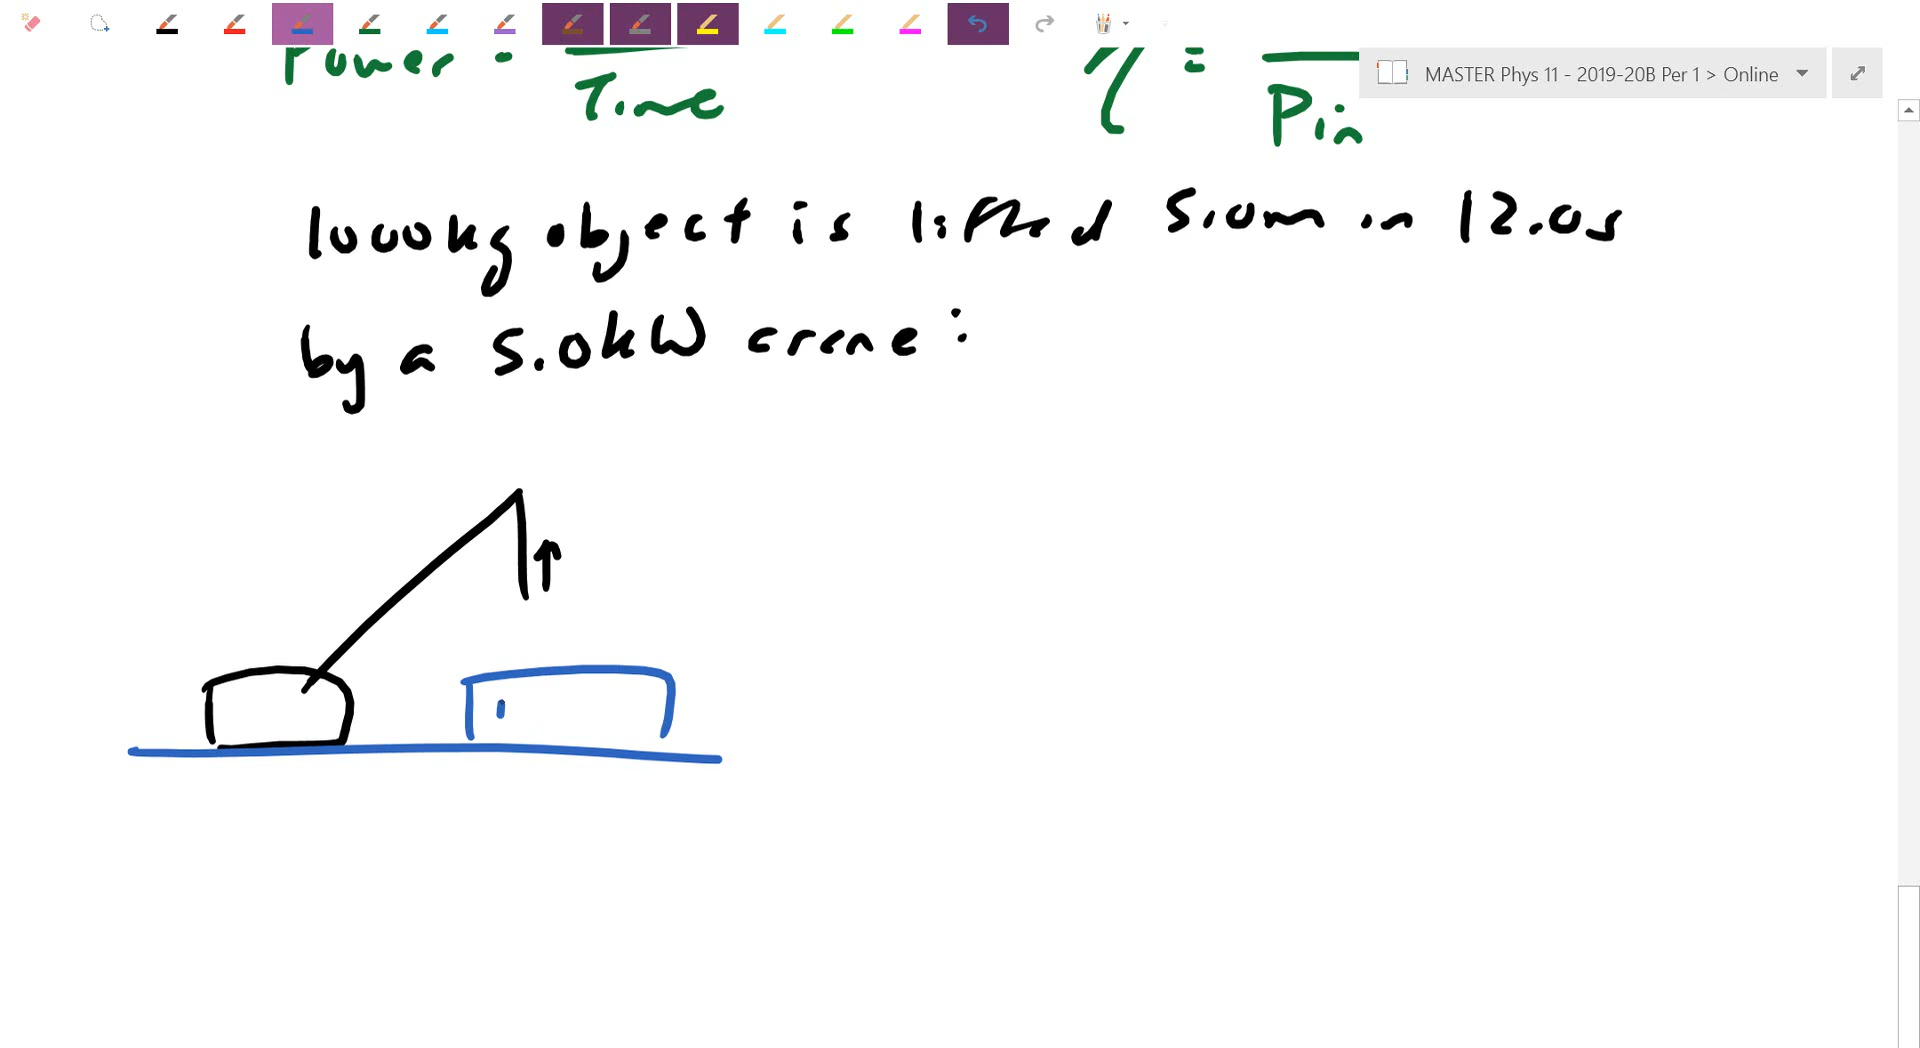 Power =
Time
η =
Pin
MASTER Phys 11 - 2019-20B Per 1 > Online
1000kg object is lifted 5.0m in 12.0s
by a 5.0kW crane: